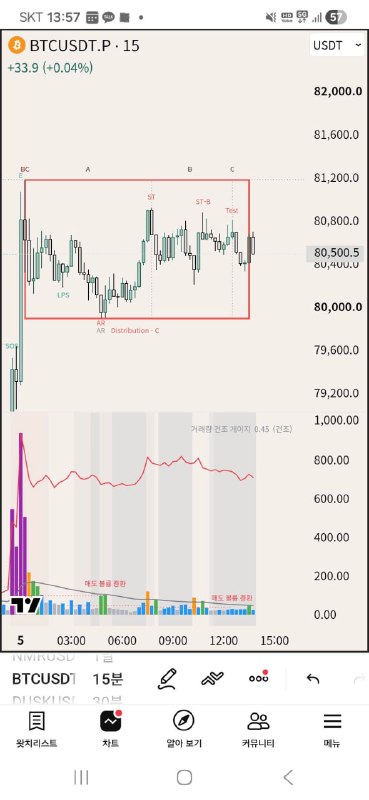 SKT 13:57
57
BTCUSDT.P · 15
USDT
+33.9 (+0.04%)
82,000.0
81,600.0
81,200.0
80,800.0
80,500.5
80,400.0
80,000.0
79,600.0
79,200.0
BC A B C
E
ST
ST-B
Test
LPS
AR
AR Distribution - C
SOS
거래량 건조 게이지 0.45 (건조)
1,000.00
800.00
600.00
400.00
200.00
0.00
매도 볼륨 전환
매도 볼륨 전환
5 03:00 06:00 09:00 12:00 15:00
BTCUSDT 15분
왓치리스트 차트 알아 보기 커뮤니티 메뉴